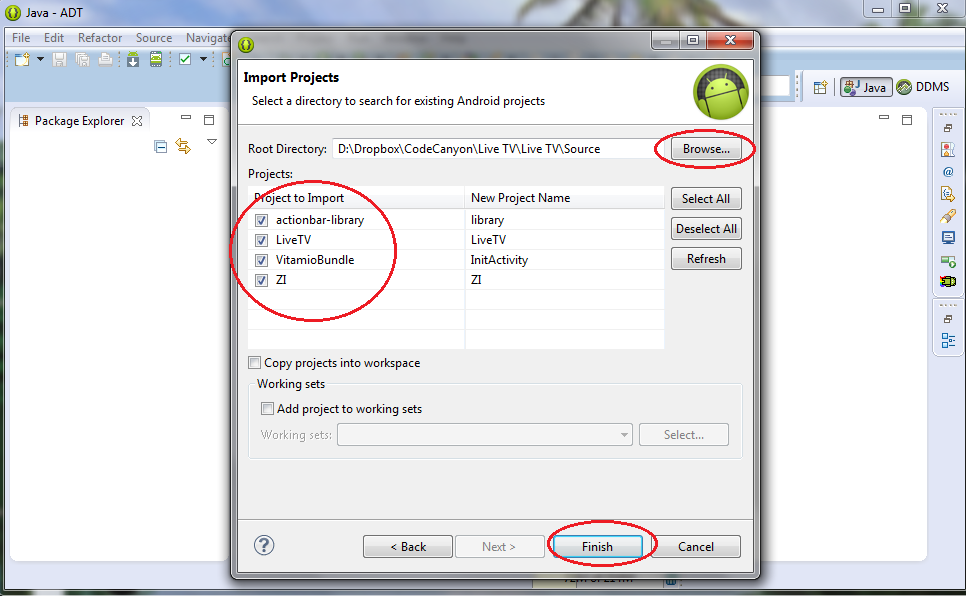 Java - ADT
File Edit Refactor Source Navigate
Java DDMS
Package Explorer
Import Projects
Select a directory to search for existing Android projects
Root Directory: D:\Dropbox\CodeCanyon\Live TV\Live TV\Source Browse...
Projects:
Project to Import New Project Name Select All
actionbar-library library
LiveTV LiveTV Deselect All
VitamioBundle InitActivity Refresh
ZI ZI
Copy projects into workspace
Working sets
Add project to working sets
Working sets: Select...
? < Back Next > Finish Cancel